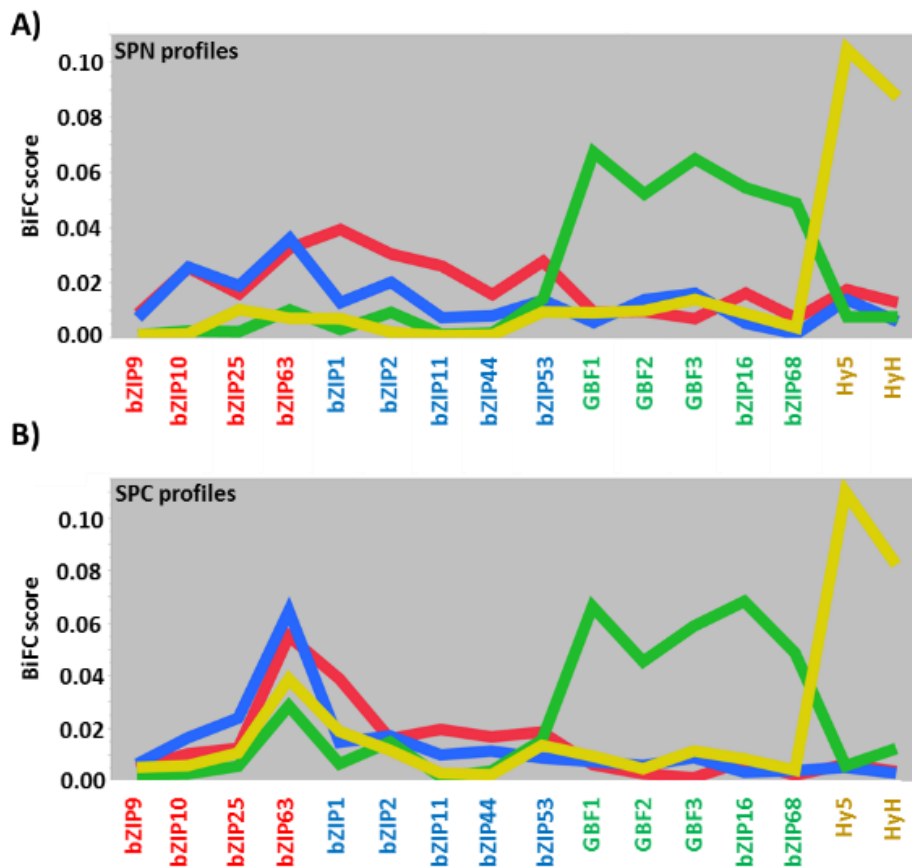 A)
SPN profiles
BiFC score
0.10
0.08
0.06
0.04
0.02
0.00
bZIP9
bZIP10
bZIP25
bZIP63
bZIP1
bZIP2
bZIP11
bZIP44
bZIP53
GBF1
GBF2
GBF3
bZIP16
bZIP68
Hy5
HyH
B)
SPC profiles
BiFC score
0.10
0.08
0.06
0.04
0.02
0.00
bZIP9
bZIP10
bZIP25
bZIP63
bZIP1
bZIP2
bZIP11
bZIP44
bZIP53
GBF1
GBF2
GBF3
bZIP16
bZIP68
Hy5
HyH